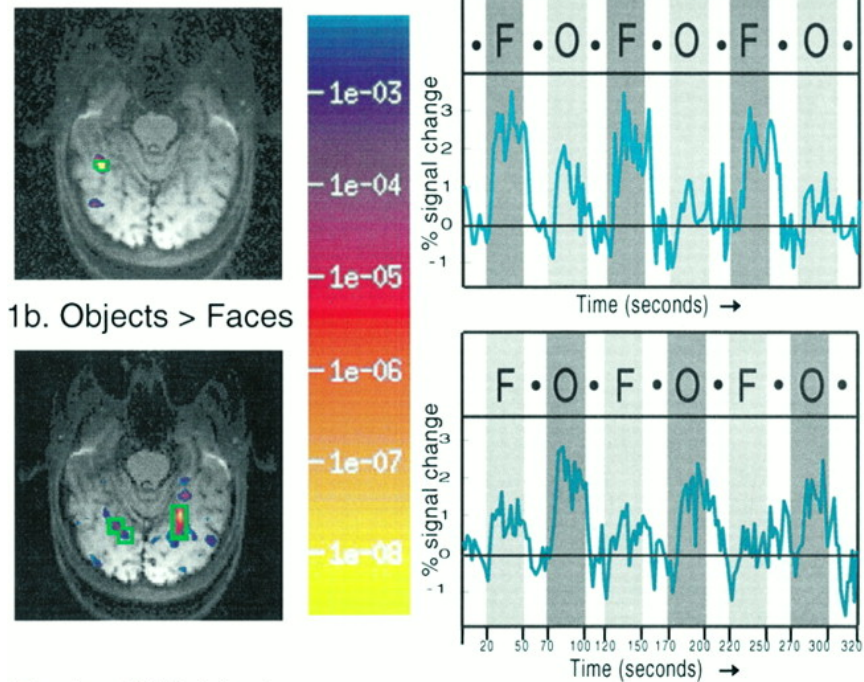 • F • O • F • O • F • O •
% signal change
3
2
1
0
-1
Time (seconds) →
1e-03
1e-04
1e-05
1e-06
1e-07
1e-08
1b. Objects > Faces
F • O • F • O • F • O •
% signal change
3
2
1
0
-1
20 50 70 120 150 170 200 220 250 270 300 320
Time (seconds) →